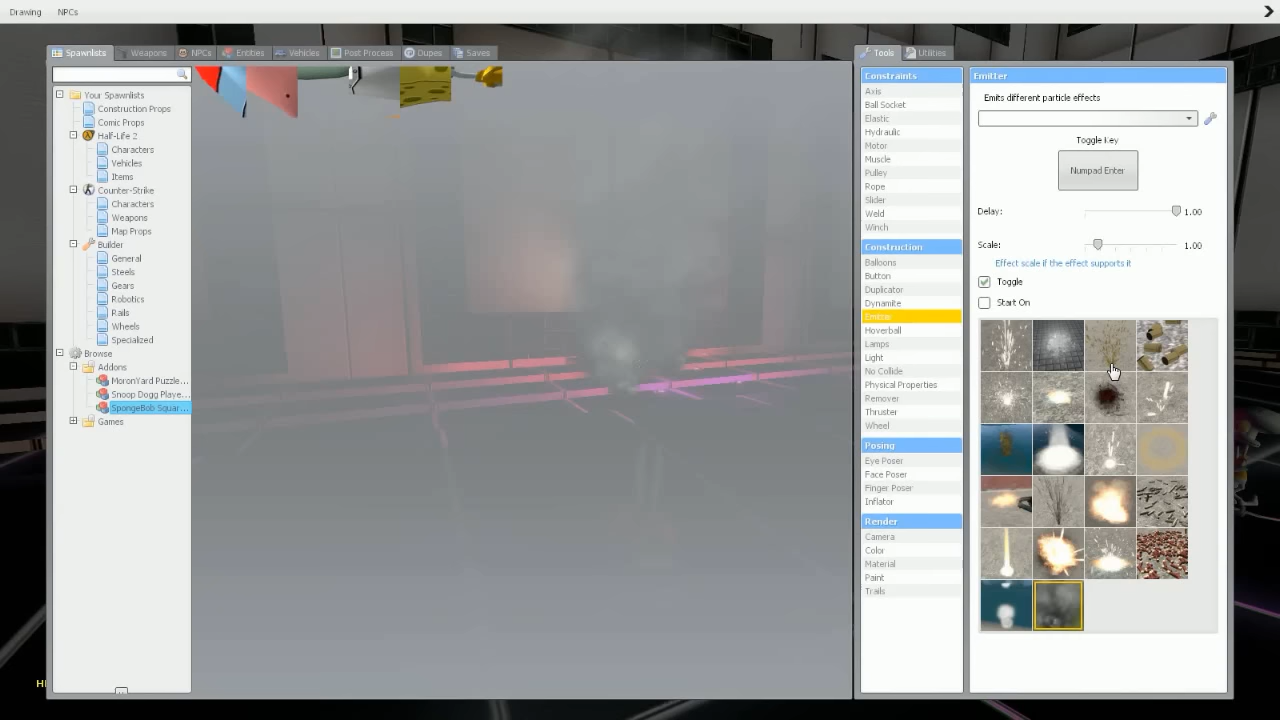 Drawing NPCs
Spawnlists Weapons NPCs Entities Vehicles Post Process Dupes Saves
Your Spawnlists
Construction Props
Comic Props
Half-Life 2
Characters
Vehicles
Items
Counter-Strike
Characters
Weapons
Map Props
Builder
General
Steels
Gears
Robotics
Rails
Wheels
Specialized
Browse
Addons
MoronYard Puzzle...
Snoop Dogg Playe...
SpongeBob Squar...
Games
Tools Utilities
Constraints
Axis
Ball Socket
Elastic
Hydraulic
Motor
Muscle
Pulley
Rope
Slider
Weld
Winch
Construction
Balloons
Button
Duplicator
Dynamite
Emitter
Hoverball
Lamps
Light
No Collide
Physical Properties
Remover
Thruster
Wheel
Posing
Eye Poser
Face Poser
Finger Poser
Inflator
Render
Camera
Color
Material
Paint
Trails
Emitter
Emits different particle effects
Toggle Key
Numpad Enter
Delay: 1.00
Scale: 1.00
Effect scale if the effect supports it
Toggle
Start On